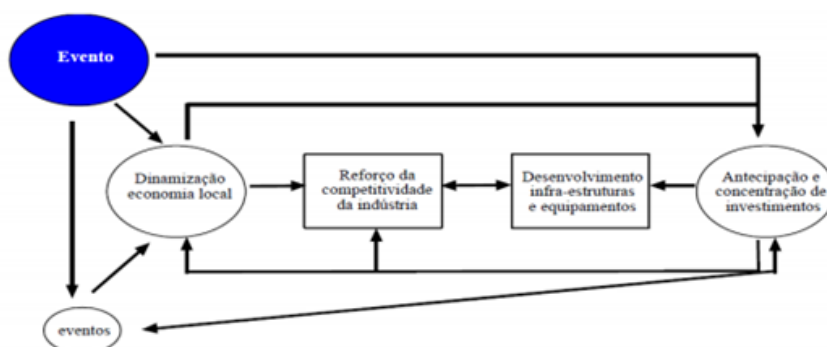 Evento
Dinamização
economia local
Reforço da
competitividade
da indústria
Desenvolvimento
infra-estruturas
e equipamentos
Antecipação e
concentração de
investimentos
eventos